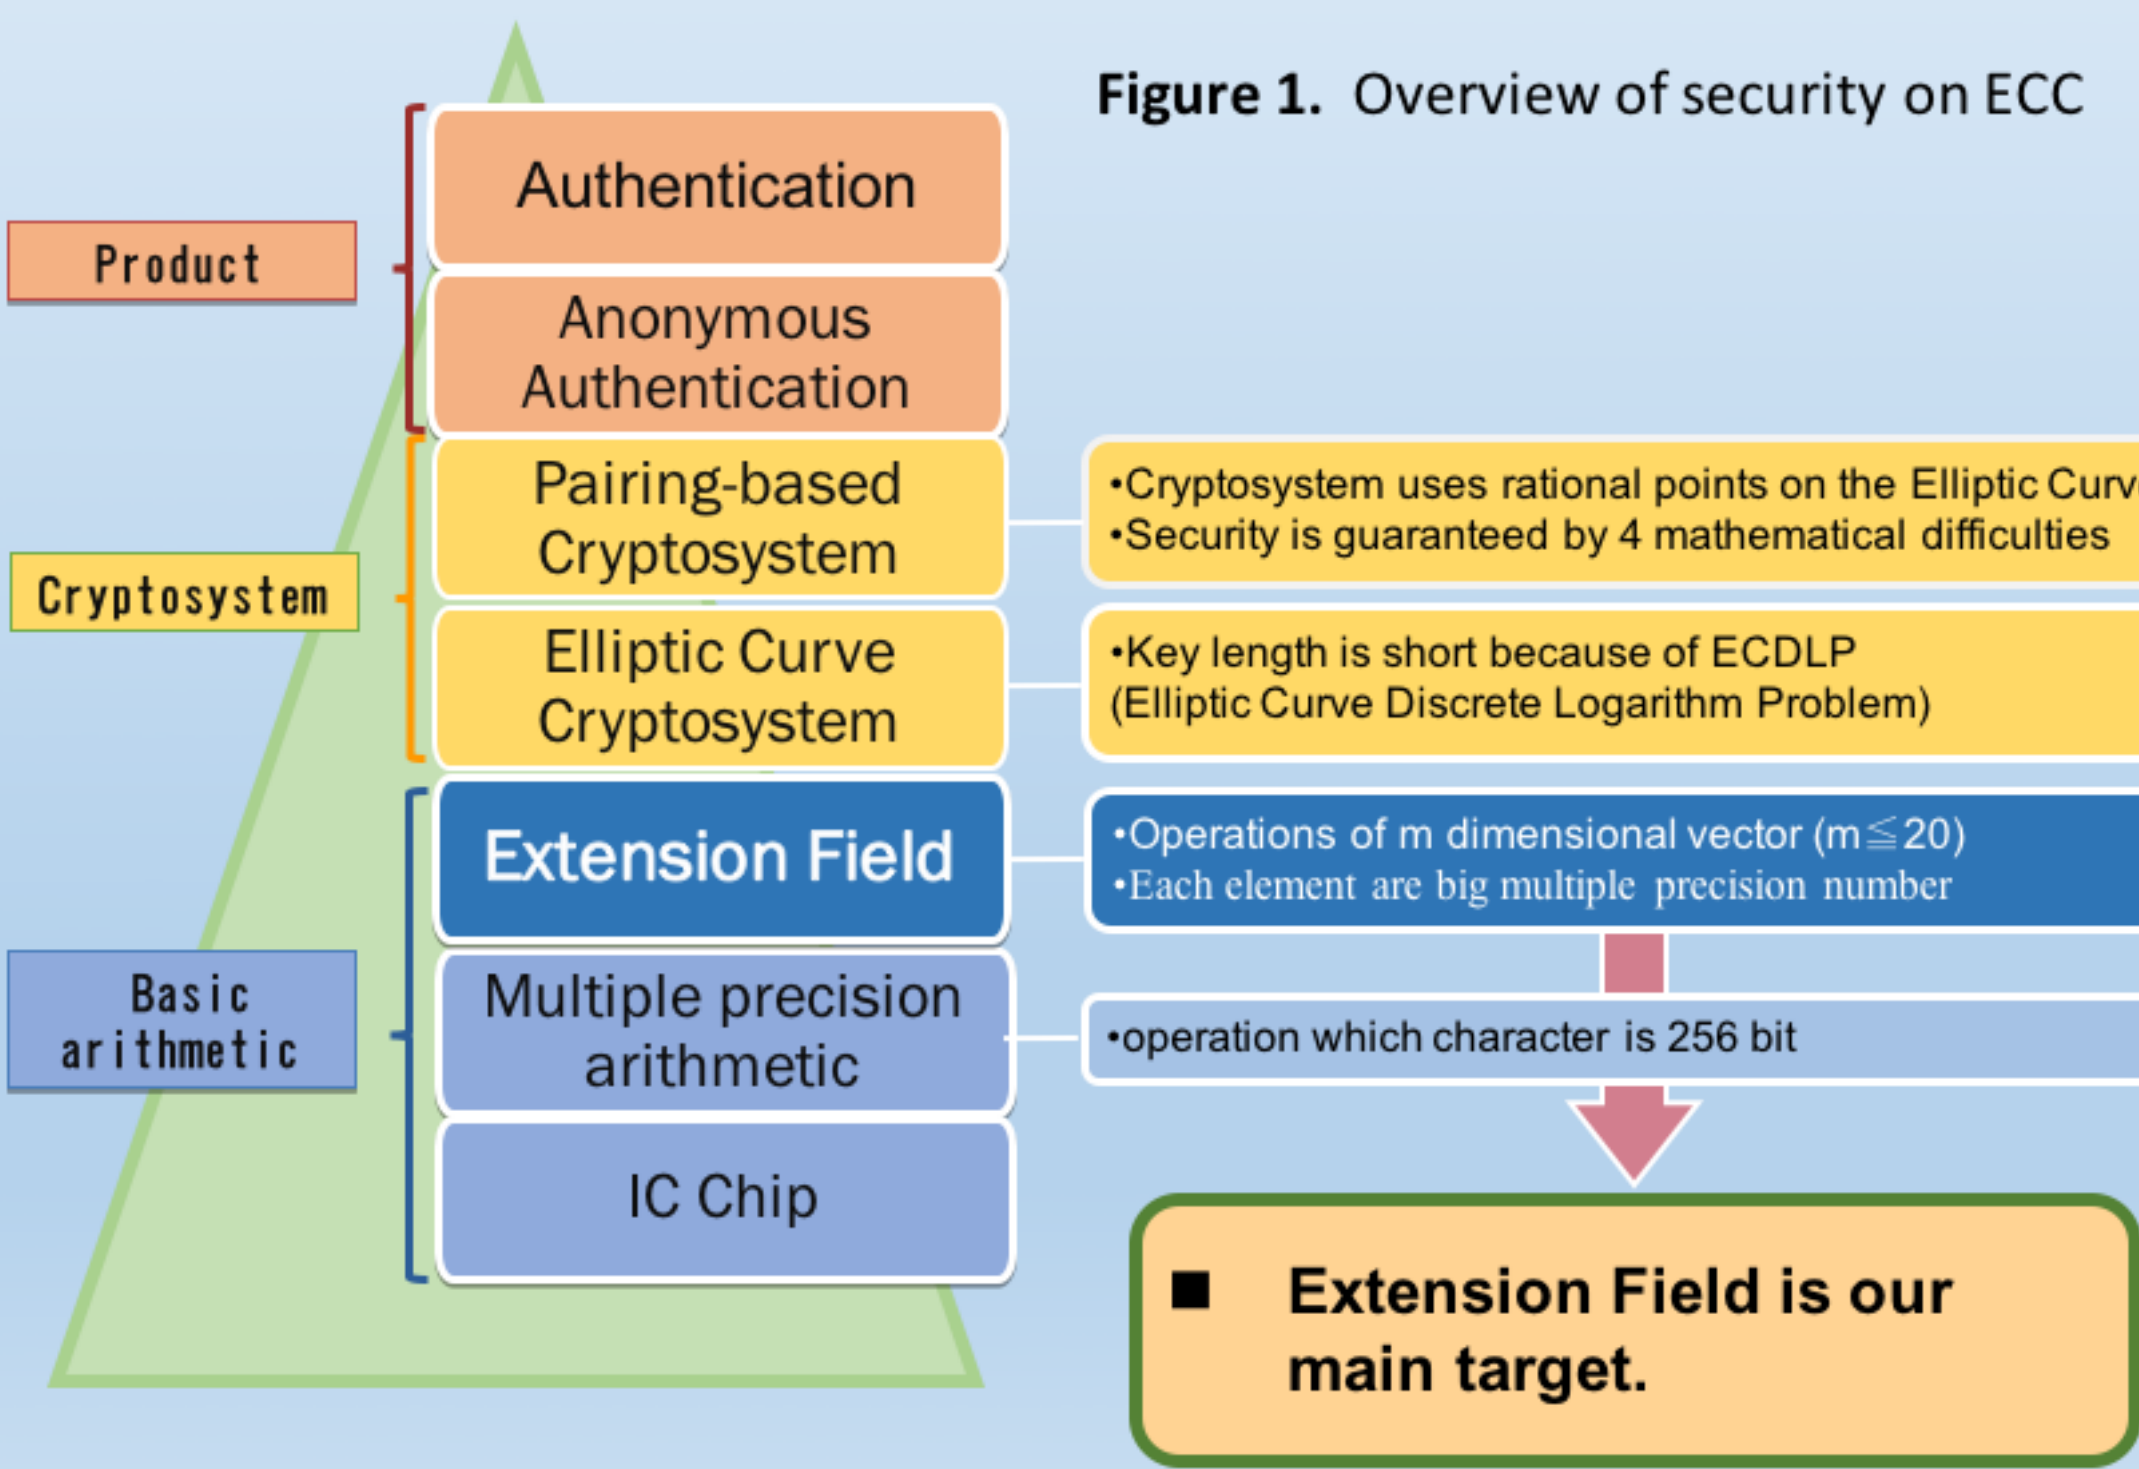 Figure 1. Overview of security on ECC
Product
Authentication
Anonymous
Authentication
Cryptosystem
Pairing-based
Cryptosystem
•Cryptosystem uses rational points on the Elliptic
•Security is guaranteed by 4 mathematical difficulties
Elliptic Curve
Cryptosystem
•Key length is short because of ECDLP
(Elliptic Curve Discrete Logarithm Problem)
Basic
arithmetic
Extension Field
•Operations of m dimensional vector (m≦20)
•Each element are big multiple precision number
Multiple precision
arithmetic
•operation which character is 256 bit
IC Chip
■ Extension Field is our
main target.